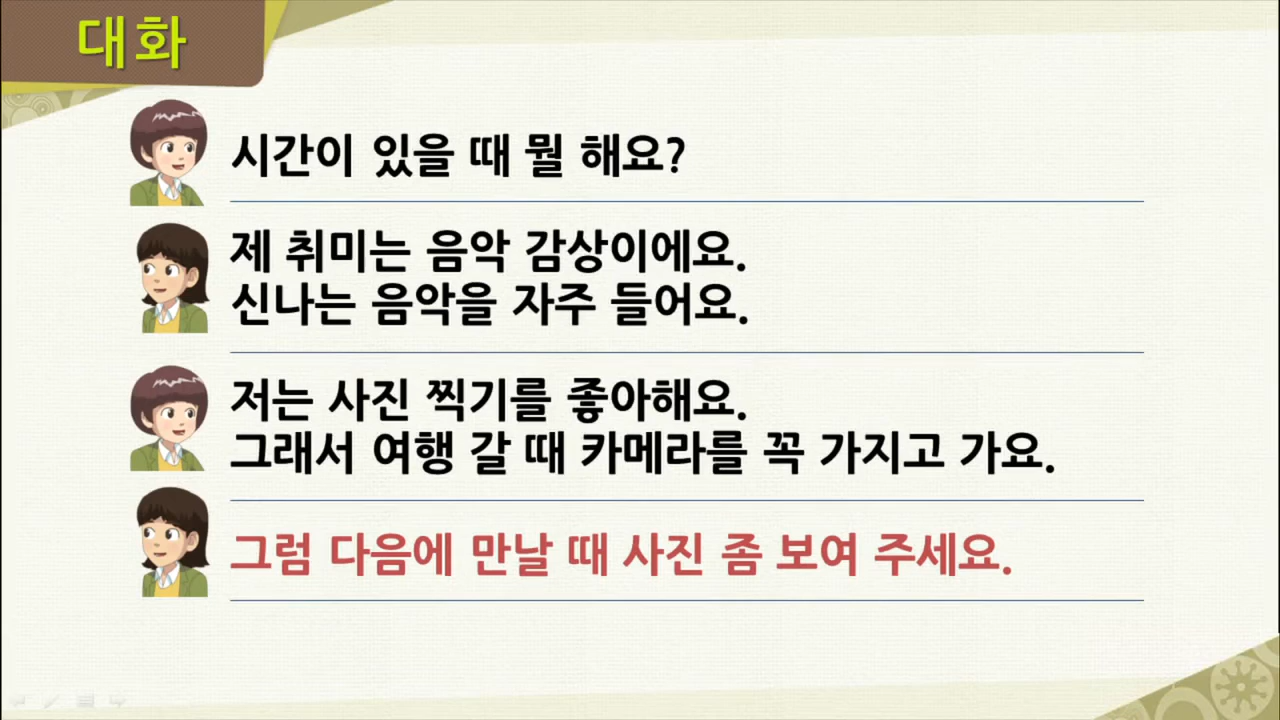 대화
시간이 있을 때 뭘 해요?
제 취미는 음악 감상이에요.
신나는 음악을 자주 들어요.
저는 사진 찍기를 좋아해요.
그래서 여행 갈 때 카메라를 꼭 가지고 가요.
그럼 다음에 만날 때 사진 좀 보여 주세요.